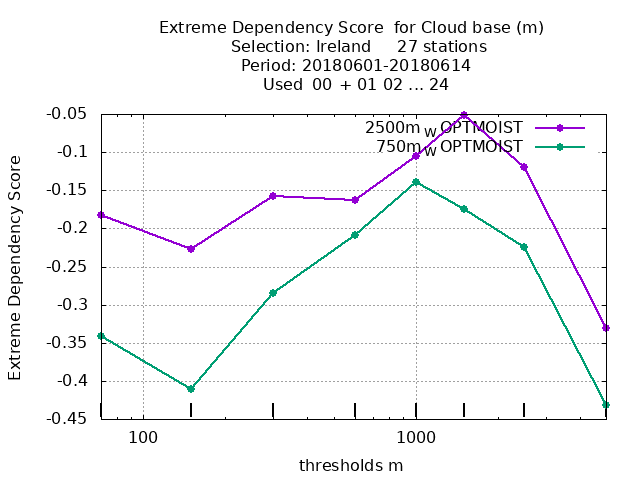 Extreme Dependency Score  for Cloud base (m)
Selection: Ireland     27 stations
Period: 20180601-20180614
Used  00  + 01 02 ... 24
2500m W OPTMOIST
750m W OPTMOIST
Extreme Dependency Score
-0.05
-0.1
-0.15
-0.2
-0.25
-0.3
-0.35
-0.4
-0.45
100
1000
thresholds m